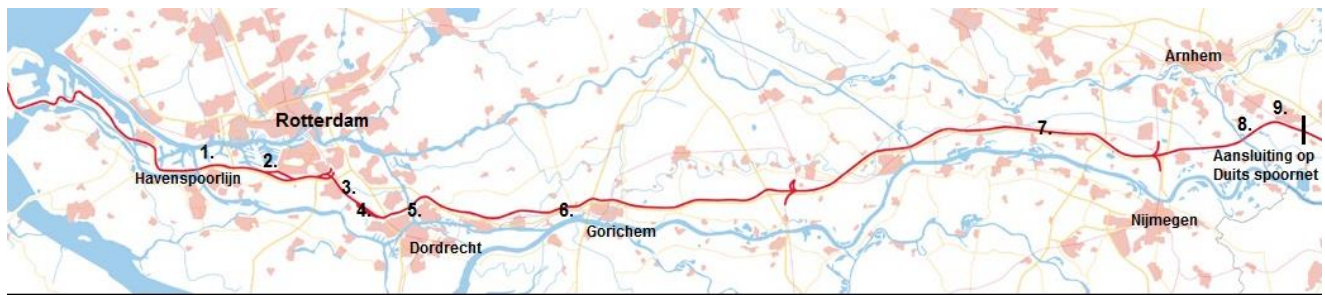 Rotterdam
1.
2.
Havenspoorlijn
3.
4.
5.
Dordrecht
6.
Gorichem
7.
Arnhem
8.
9.
Aansluiting op
Duits spoornet
Nijmegen